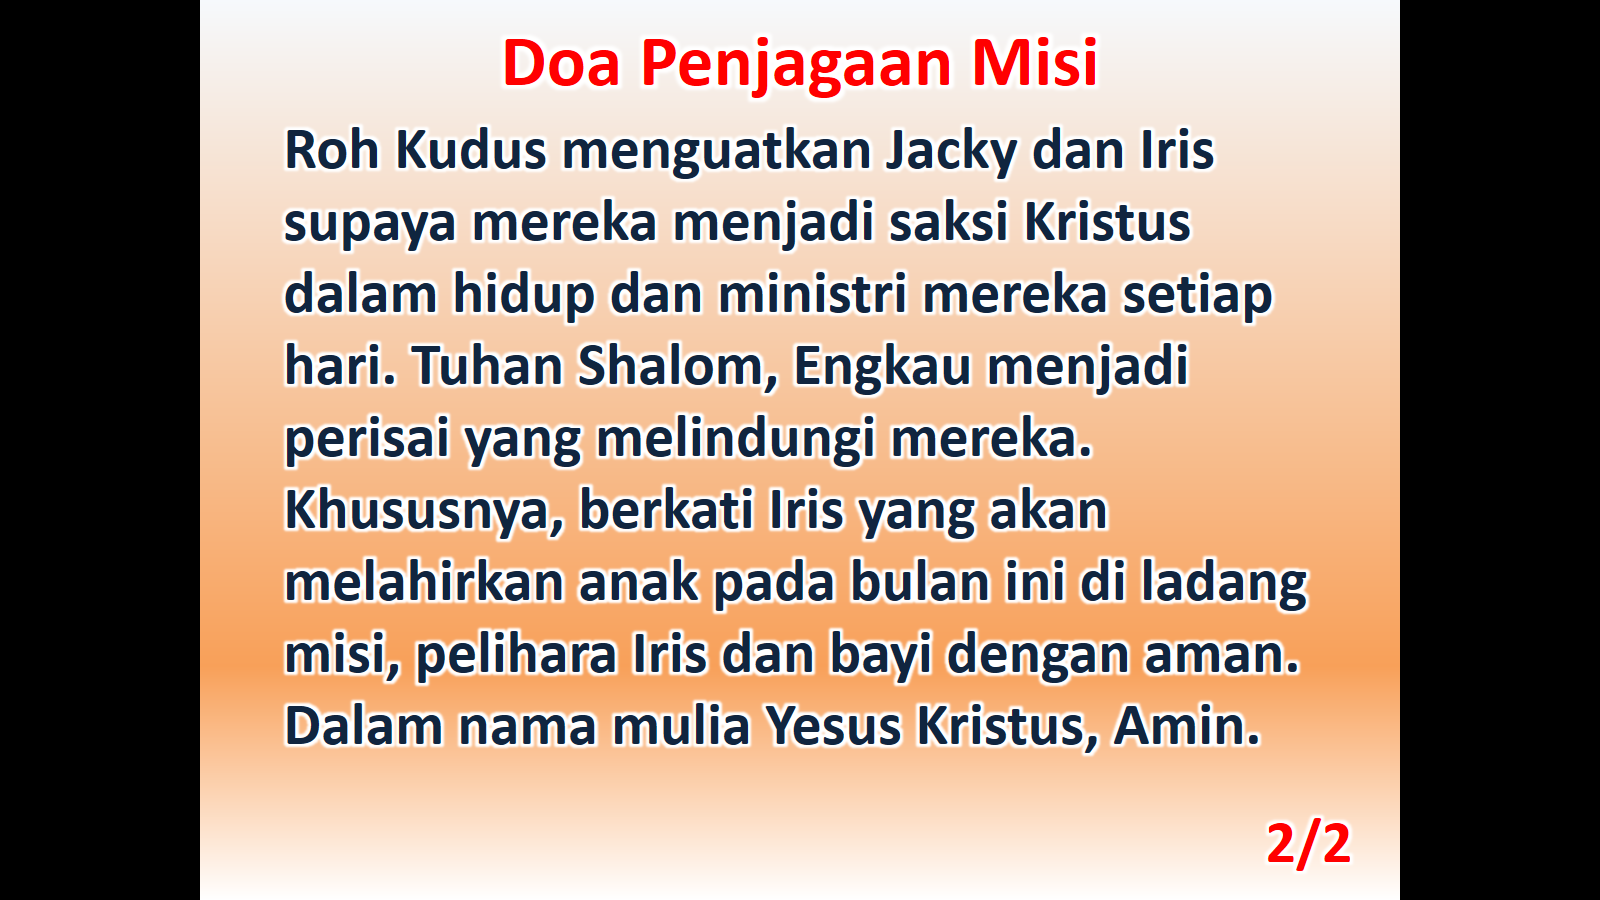 Doa Penjagaan Misi
Roh Kudus menguatkan Jacky dan Iris
supaya mereka menjadi saksi Kristus
dalam hidup dan ministri mereka setiap
hari. Tuhan Shalom, Engkau menjadi
perisai yang melindungi mereka.
Khususnya, berkati Iris yang akan
melahirkan anak pada bulan ini di ladang
misi, pelihara Iris dan bayi dengan aman.
Dalam nama mulia Yesus Kristus, Amin.
2/2